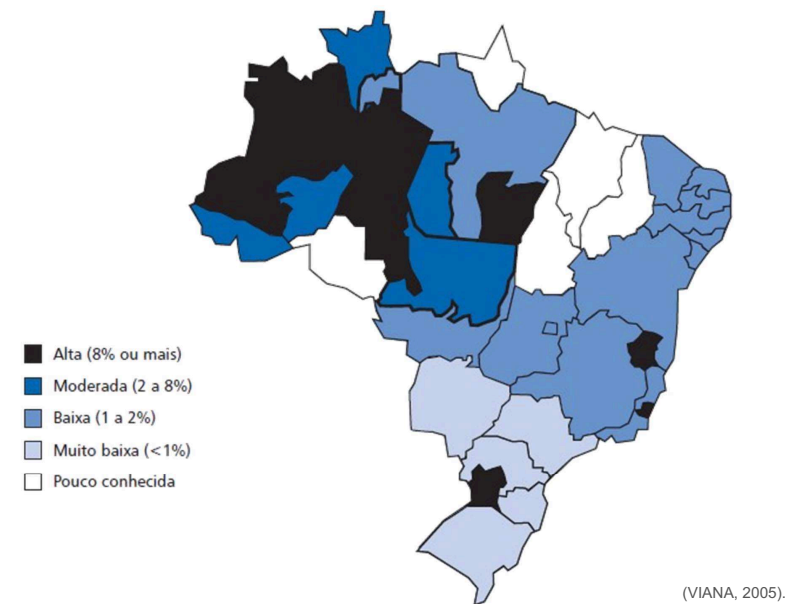 Alta (8% ou mais)
Moderada (2 a 8%)
Baixa (1 a 2%)
Muito baixa (<1%)
Pouco conhecida
(VIANA, 2005).